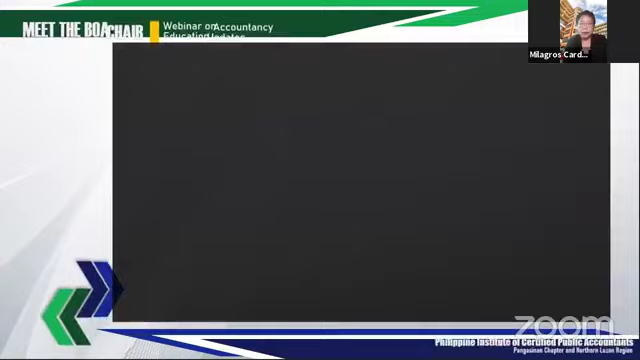 MEET THE BOA CHAIR
Webinar on Accountancy
Education Updates
Milagros Card...
zoom
Philippine Institute of Certified Public Accountants
Pangasinan Chapter and Northern Luzon Region